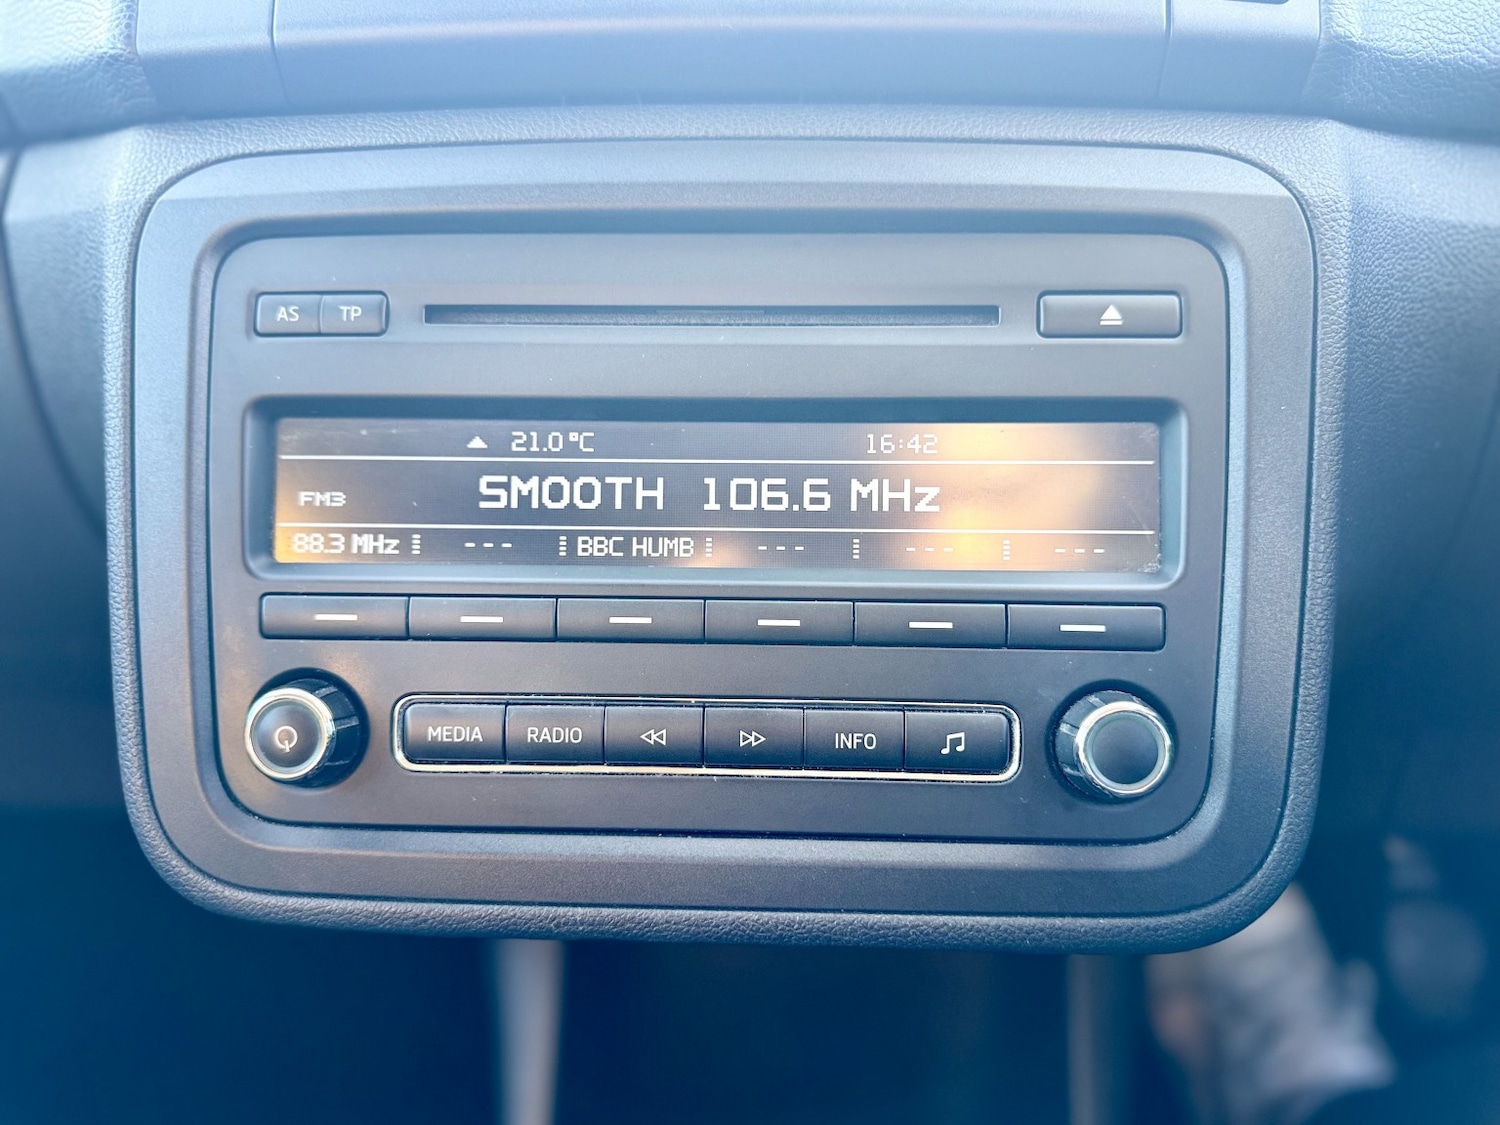 AS TP
21.0°C 16:42
FM3 SMOOTH 106.6 MHz
88.3 MHz --- BBC HUMB --- --- ---
MEDIA RADIO INFO